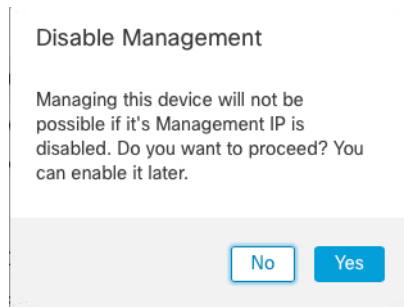 Disable Management
Managing this device will not be
possible if it's Management IP is
disabled. Do you want to proceed? You
can enable it later.
No
Yes